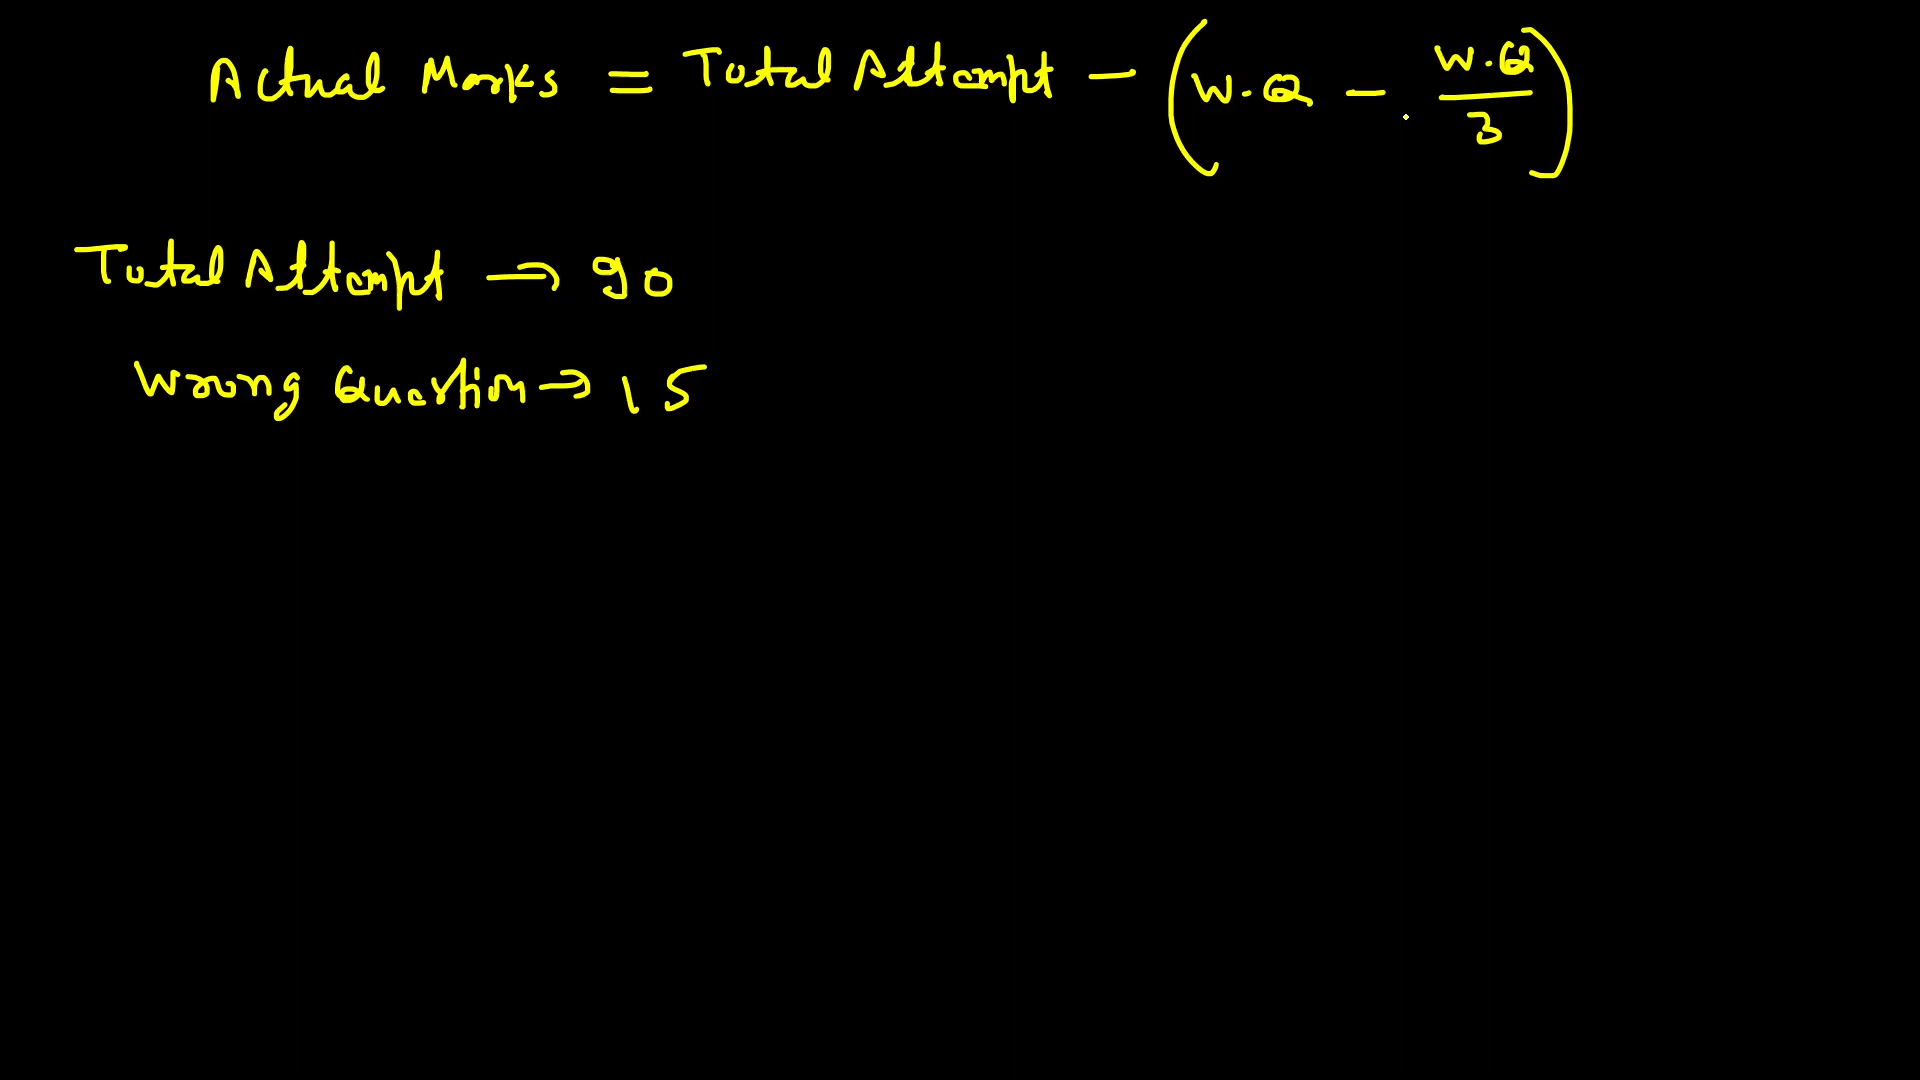 Actual Marks = Total Attempt - (W.Q - W.Q/3)
Total Attempt → 90
Wrong Question → 15